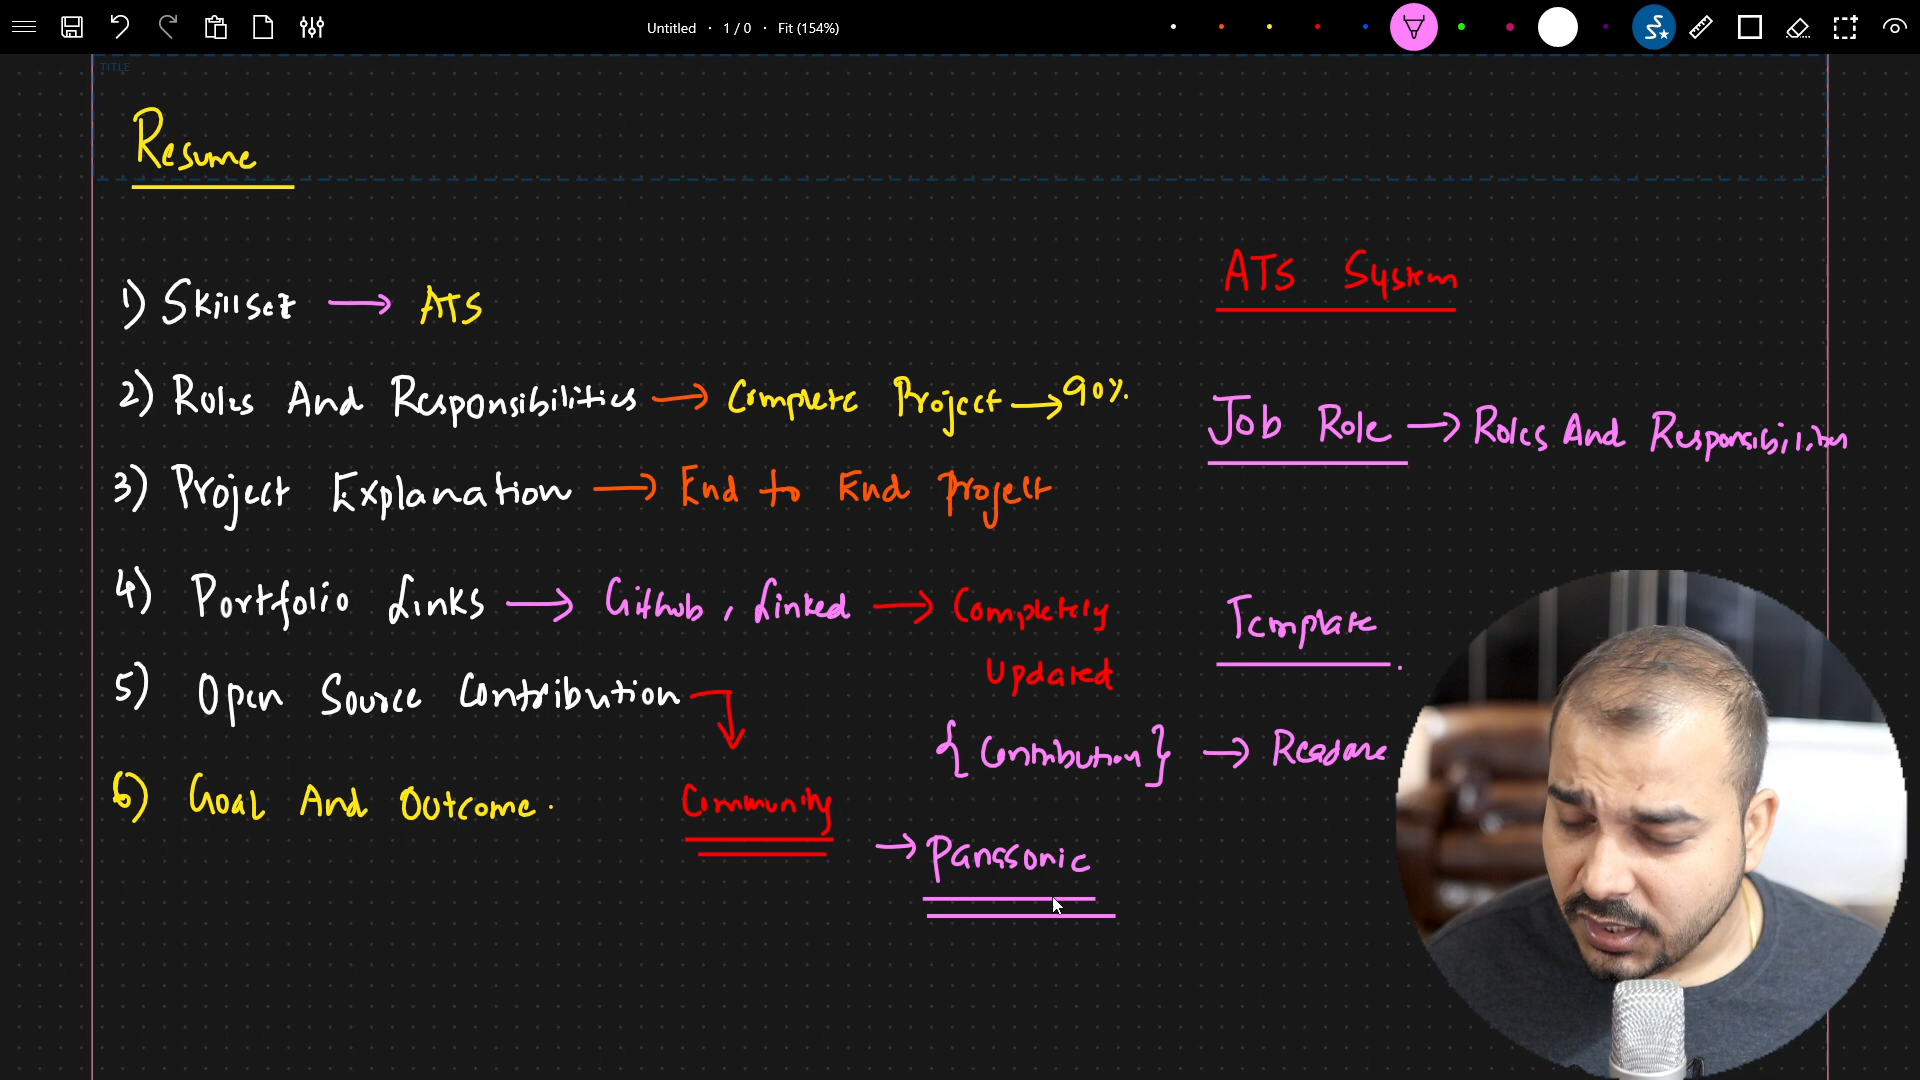 Untitled · 1 / 0 · Fit (154%)
TITLE
Resume
ATS System
1) Skillset → ATS
2) Roles And Responsibilities → Complete Project → 90%.
Job Role → Roles And Responsibilities
3) Project Explanation → End to End Project
4) Portfolio Links → Github, Linked → Completely
Updated
Template.
5) Open Source Contribution
{ Contribution } → Readme
6) Goal And Outcome.
Community
→ Panasonic